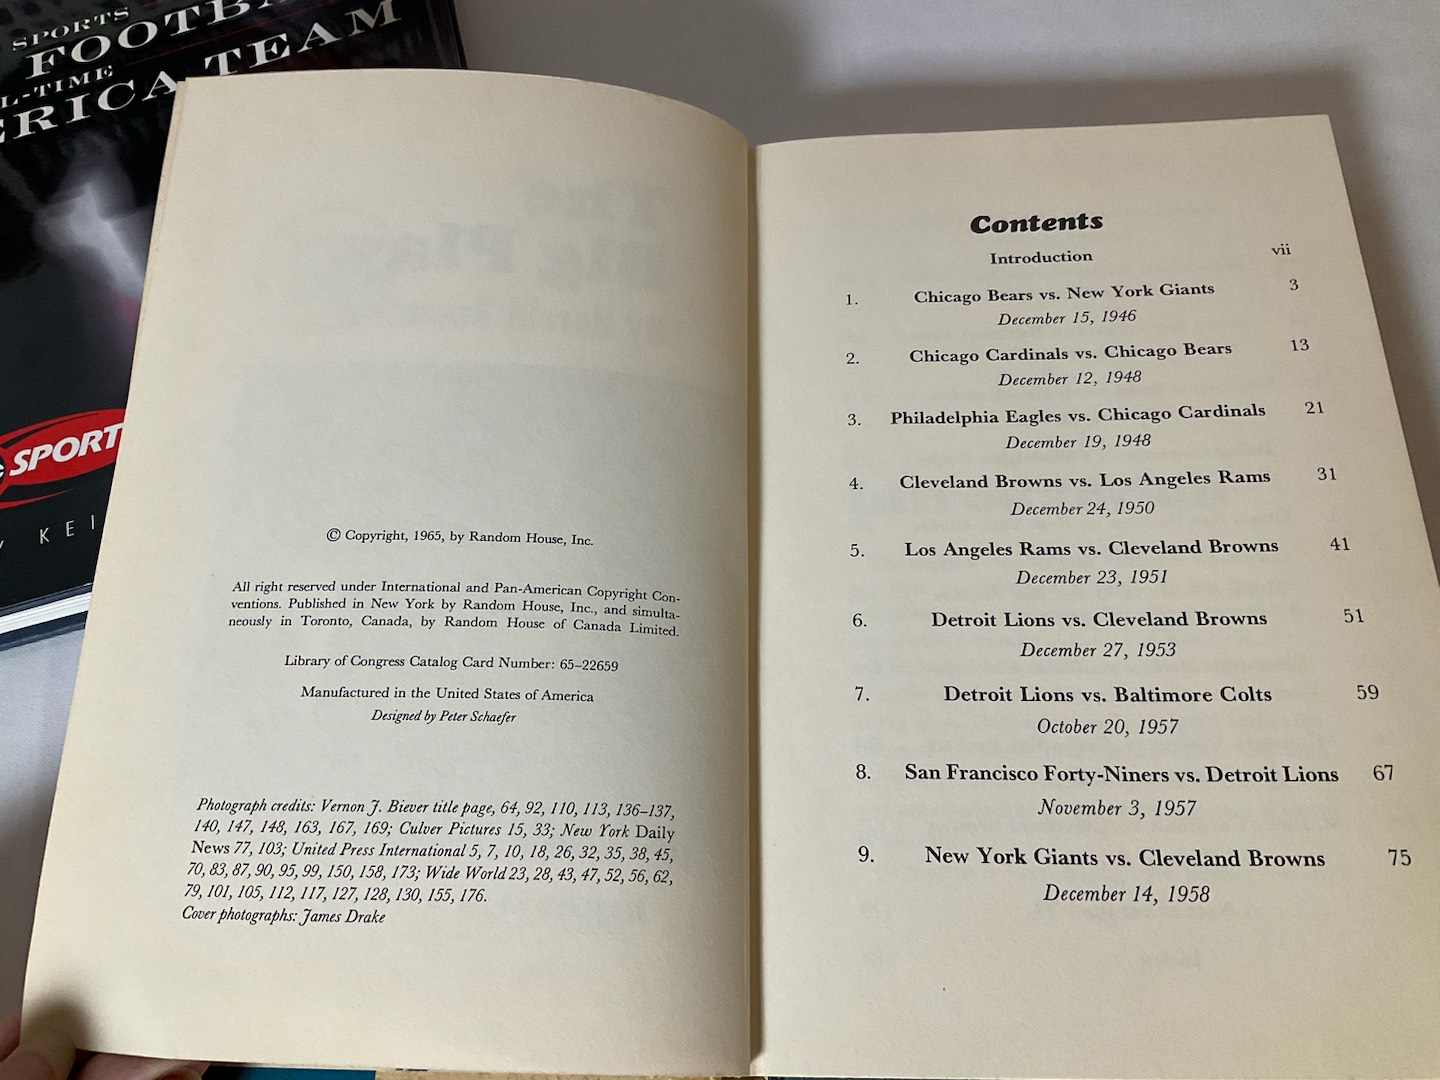 SPORTS
FOOTBA
L-TIME
ERICA TEAM
SPORT
KEI
© Copyright, 1965, by Random House, Inc.
All right reserved under International and Pan-American Copyright Con-
ventions. Published in New York by Random House, Inc., and simulta-
neously in Toronto, Canada, by Random House of Canada Limited.
Library of Congress Catalog Card Number: 65–22659
Manufactured in the United States of America
Designed by Peter Schaefer
Photograph credits: Vernon J. Biever title page, 64, 92, 110, 113, 136–137,
140, 147, 148, 163, 167, 169; Culver Pictures 15, 33; New York Daily
News 77, 103; United Press International 5, 7, 10, 18, 26, 32, 35, 38, 45,
70, 83, 87, 90, 95, 99, 150, 158, 173; Wide World 23, 28, 43, 47, 52, 56, 62,
79, 101, 105, 112, 117, 127, 128, 130, 155, 176.
Cover photographs: James Drake
Contents
Introduction vii
1. Chicago Bears vs. New York Giants 3
December 15, 1946
2. Chicago Cardinals vs. Chicago Bears 13
December 12, 1948
3. Philadelphia Eagles vs. Chicago Cardinals 21
December 19, 1948
4. Cleveland Browns vs. Los Angeles Rams 31
December 24, 1950
5. Los Angeles Rams vs. Cleveland Browns 41
December 23, 1951
6. Detroit Lions vs. Cleveland Browns 51
December 27, 1953
7. Detroit Lions vs. Baltimore Colts 59
October 20, 1957
8. San Francisco Forty-Niners vs. Detroit Lions 67
November 3, 1957
9. New York Giants vs. Cleveland Browns 75
December 14, 1958